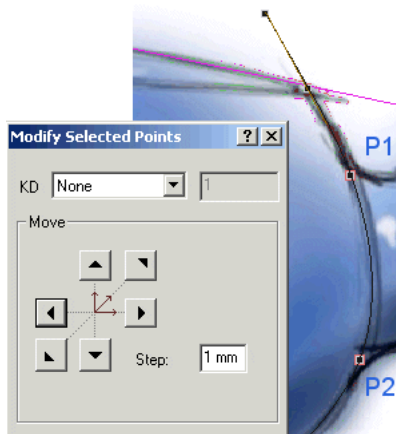 P1
Modify Selected Points
KD None 1
Move
Step: 1 mm
P2